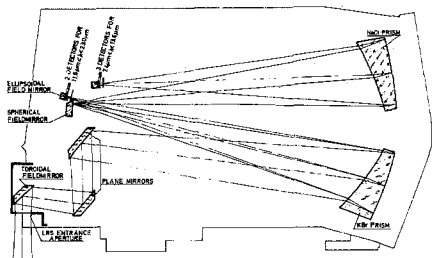 NaCl PRISM
2 DETECTORS FOR
3 DETECTORS FOR
ELLIPSOIDAL
FIELD MIRROR
SPHERICAL
FIELDMIRROR
TOROIDAL
FIELDMIRROR
PLANE MIRRORS
LRS ENTRANCE
APERTURE
KBr PRISM